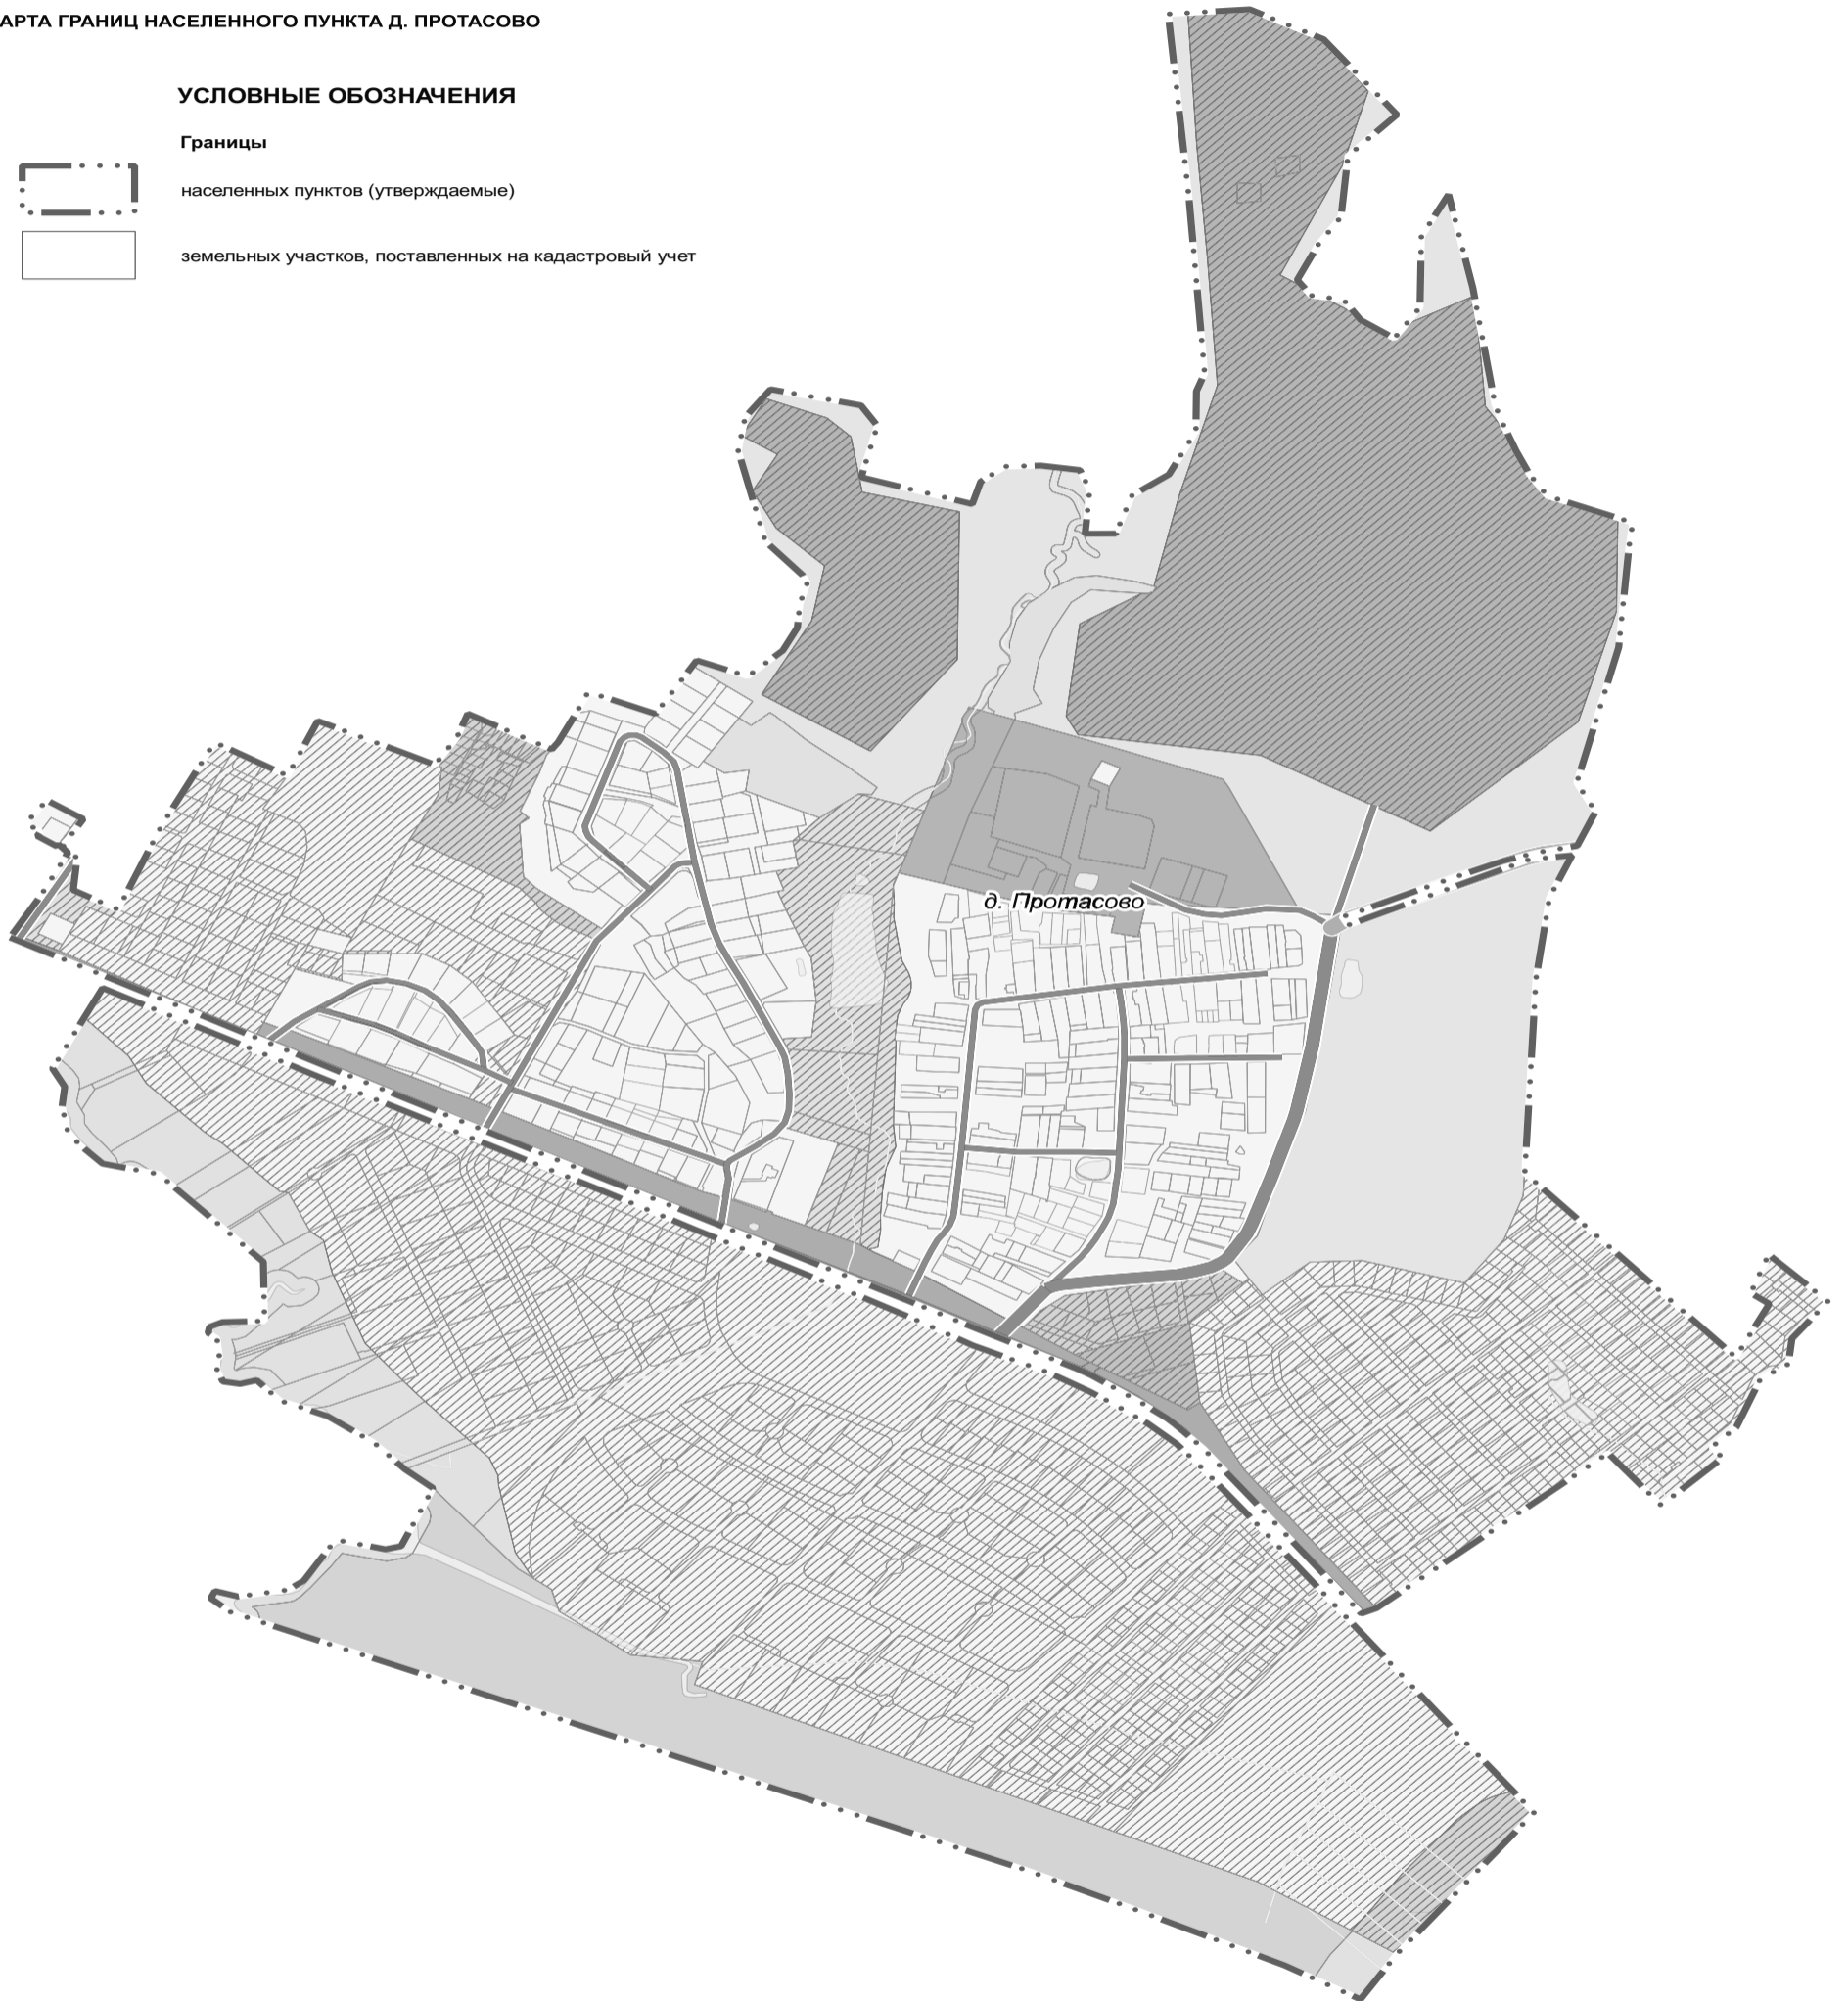 АРТА ГРАНИЦ НАСЕЛЕННОГО ПУНКТА Д. ПРОТАСОВО
УСЛОВНЫЕ ОБОЗНАЧЕНИЯ
Границы
населенных пунктов (утверждаемые)
земельных участков, поставленных на кадастровый учет
д. Протасово